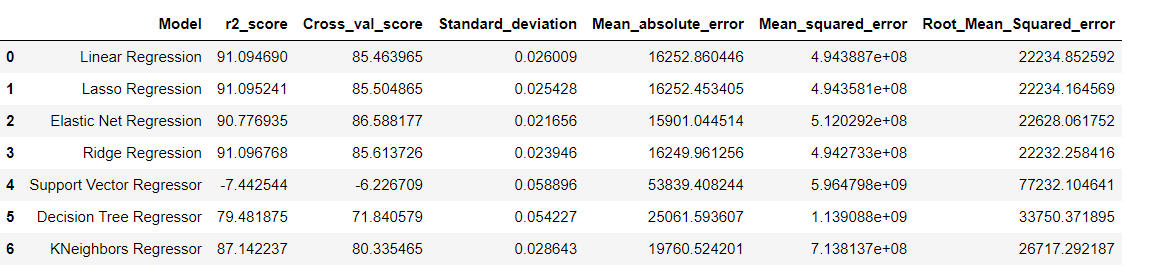 Model r2_score Cross_val_score Standard_deviation Mean_absolute_error Mean_squared_error Root_Mean_Squared_error
0 Linear Regression 91.094690 85.463965 0.026009 16252.860446 4.943887e+08 22234.852592
1 Lasso Regression 91.095241 85.504865 0.025428 16252.453405 4.943581e+08 22234.164569
2 Elastic Net Regression 90.776935 86.588177 0.021656 15901.044514 5.120292e+08 22628.061752
3 Ridge Regression 91.096768 85.613726 0.023946 16249.961256 4.942733e+08 22232.258416
4 Support Vector Regressor -7.442544 -6.226709 0.058896 53839.408244 5.964798e+09 77232.104641
5 Decision Tree Regressor 79.481875 71.840579 0.054227 25061.593607 1.139088e+09 33750.371895
6 KNeighbors Regressor 87.142237 80.335465 0.028643 19760.524201 7.138137e+08 26717.292187